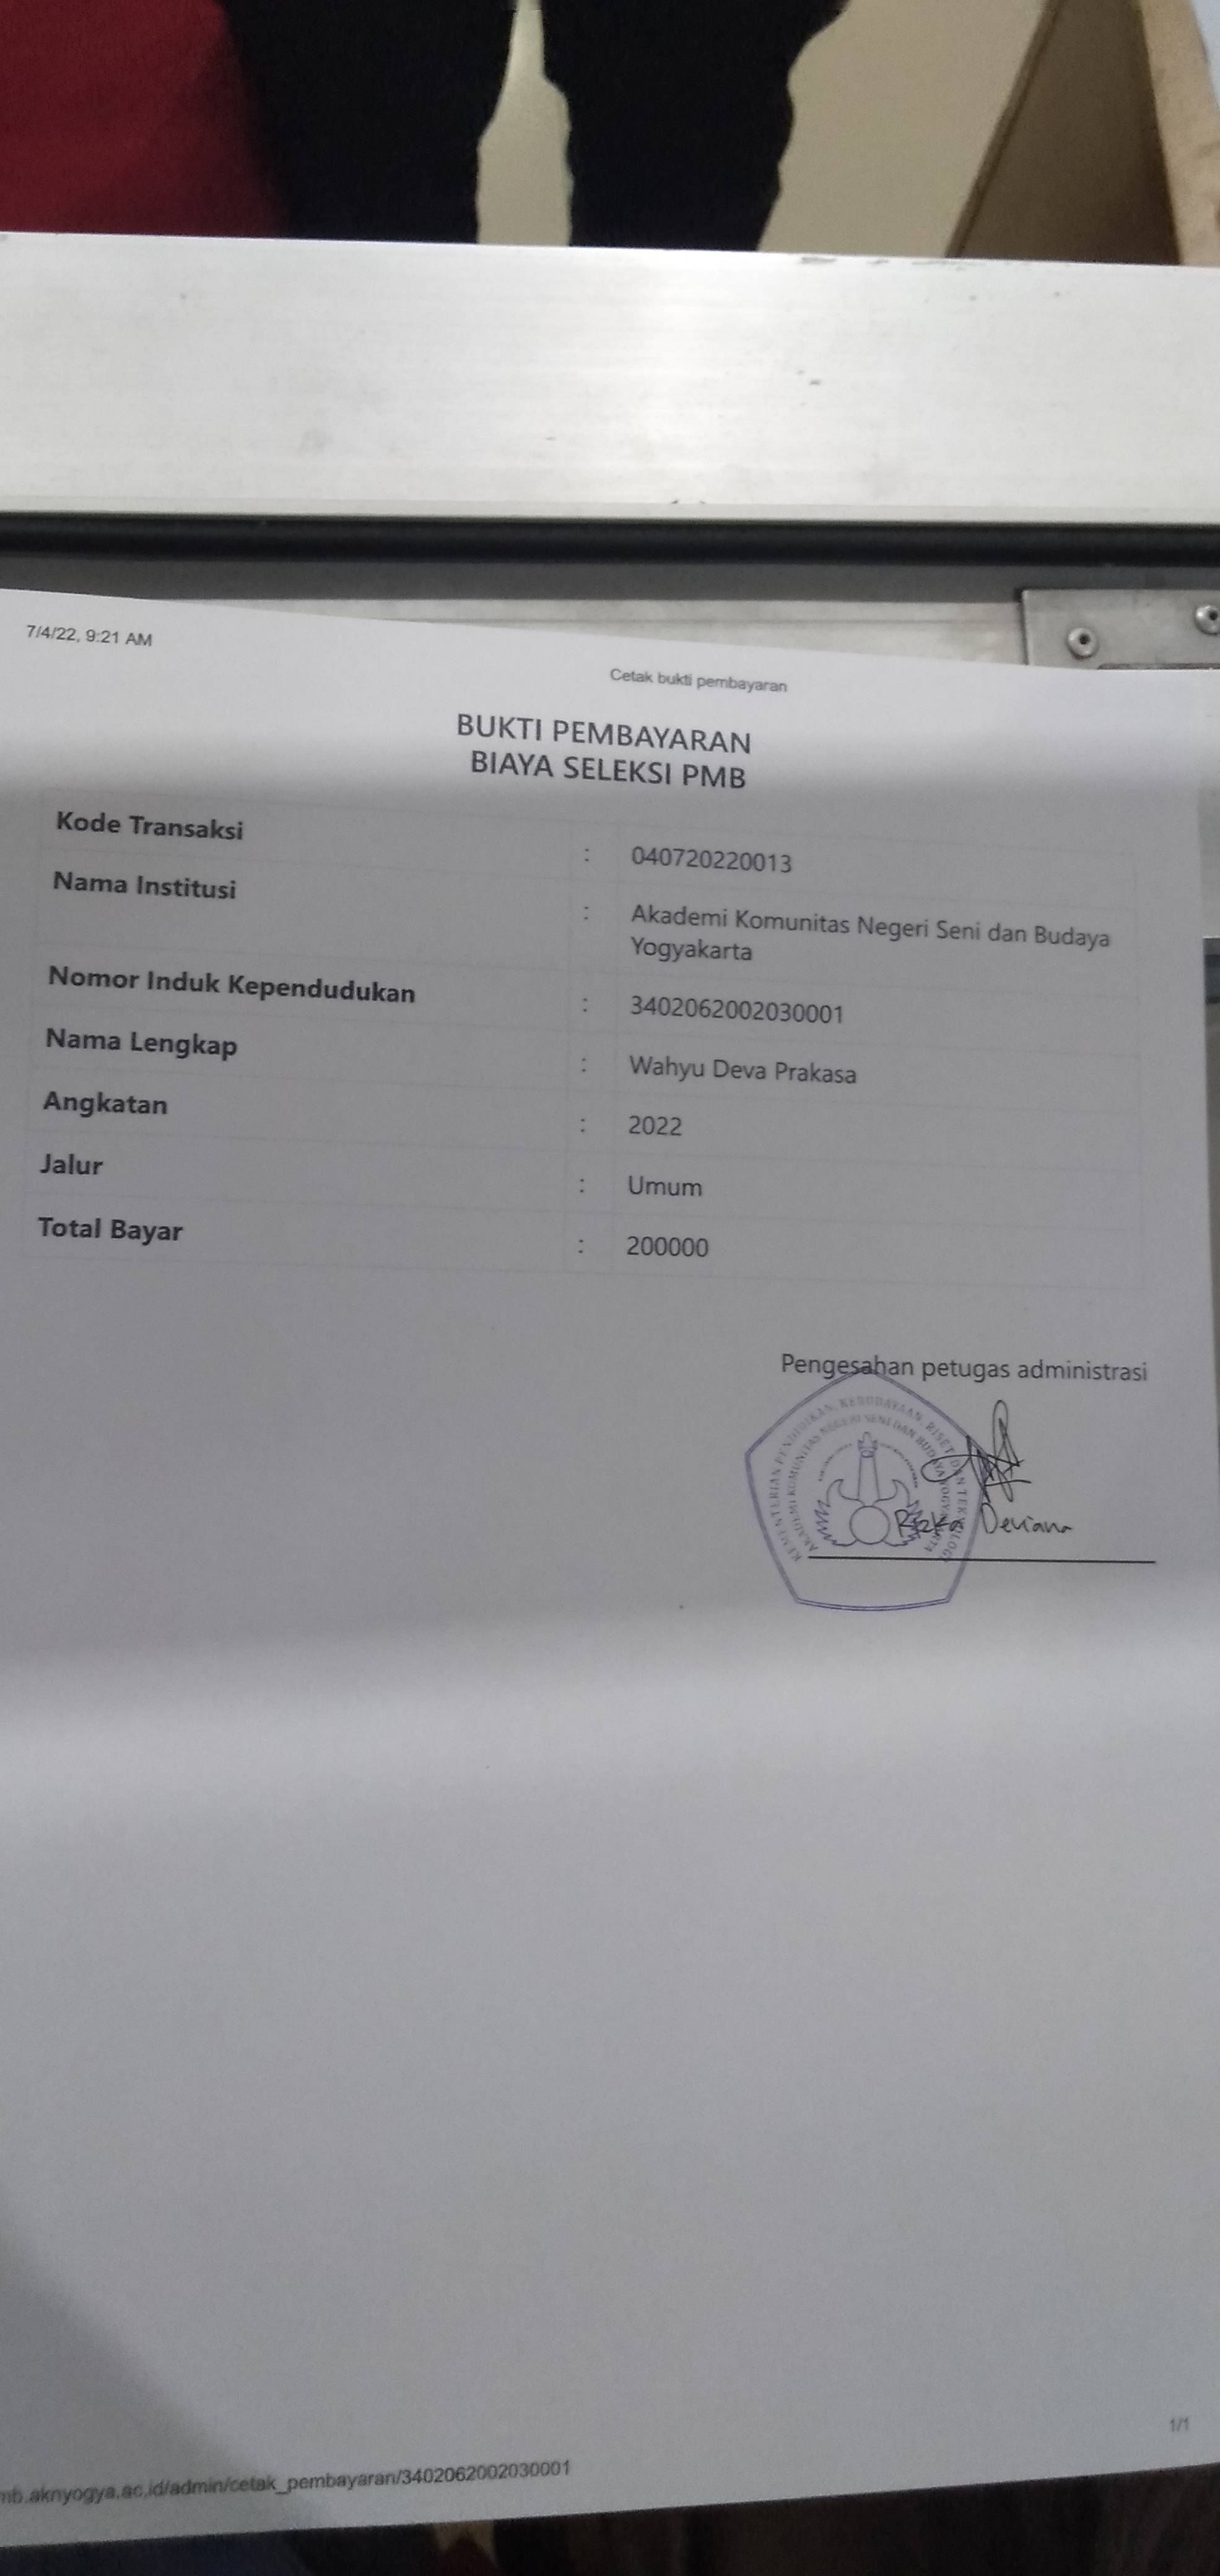 7/4/22, 9:21 AM
Cetak bukti pembayaran
BUKTI PEMBAYARAN
BIAYA SELEKSI PMB
Kode Transaksi : 040720220013
Nama Institusi : Akademi Komunitas Negeri Seni dan Budaya
Yogyakarta
Nomor Induk Kependudukan : 3402062002030001
Nama Lengkap : Wahyu Deva Prakasa
Angkatan : 2022
Jalur : Umum
Total Bayar : 200000
Pengesahan petugas administrasi
KEMENTERIAN PENDIDIKAN, KEBUDAYAAN, RISET, DAN TEKNOLOGI
AKADEMI KOMUNITAS NEGERI SENI DAN BUDAYA YOGYAKARTA
Deviana
1/1
mb.aknyogya.ac.id/admin/cetak_pembayaran/3402062002030001